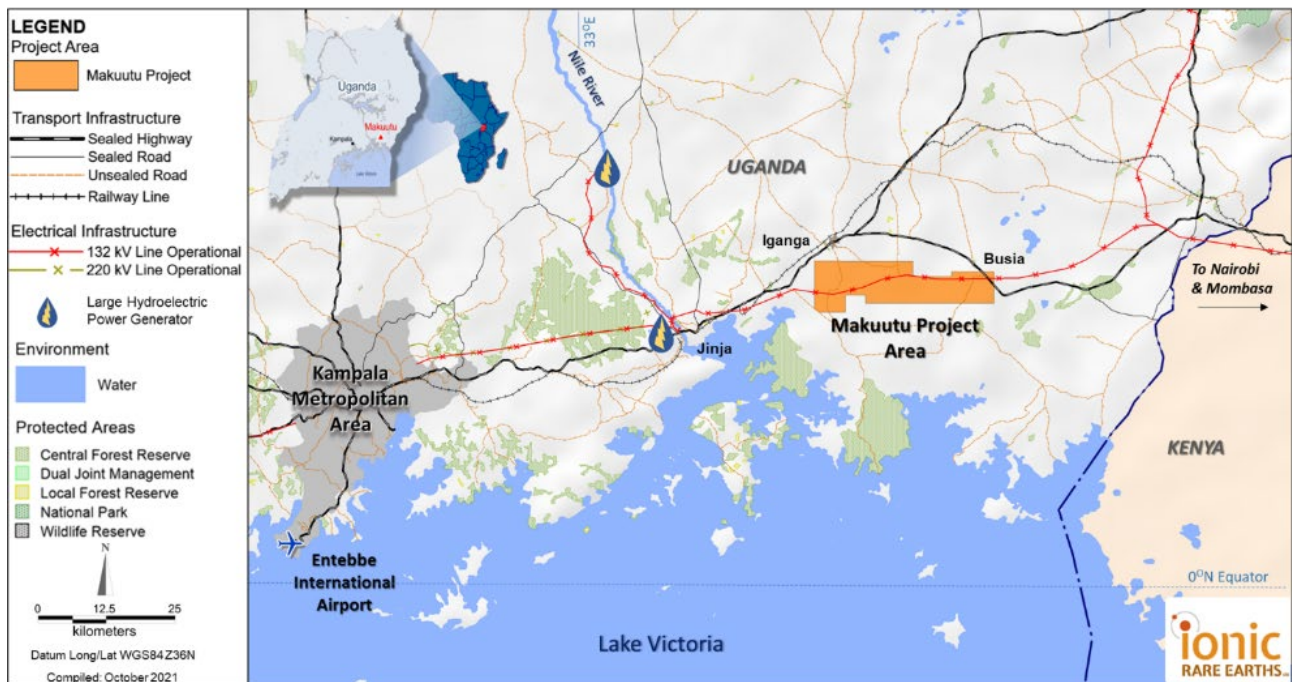 LEGEND
Project Area
Makuutu Project
Transport Infrastructure
Sealed Highway
Sealed Road
Unsealed Road
Railway Line
Electrical Infrastructure
132 kV Line Operational
220 kV Line Operational
Large Hydroelectric
Power Generator
Environment
Water
Protected Areas
Central Forest Reserve
Dual Joint Management
Local Forest Reserve
National Park
Wildlife Reserve
N
0 12.5 25
kilometers
Datum Long/Lat WGS84Z36N
Compiled: October 2021
Uganda
Makuutu
Kampala
33°E
Nile River
UGANDA
Iganga
Busia
To Nairobi
& Mombasa
Makuutu Project
Area
Jinja
Kampala
Metropolitan
Area
KENYA
Entebbe
International
Airport
0°N Equator
Lake Victoria
ionic
RARE EARTHS